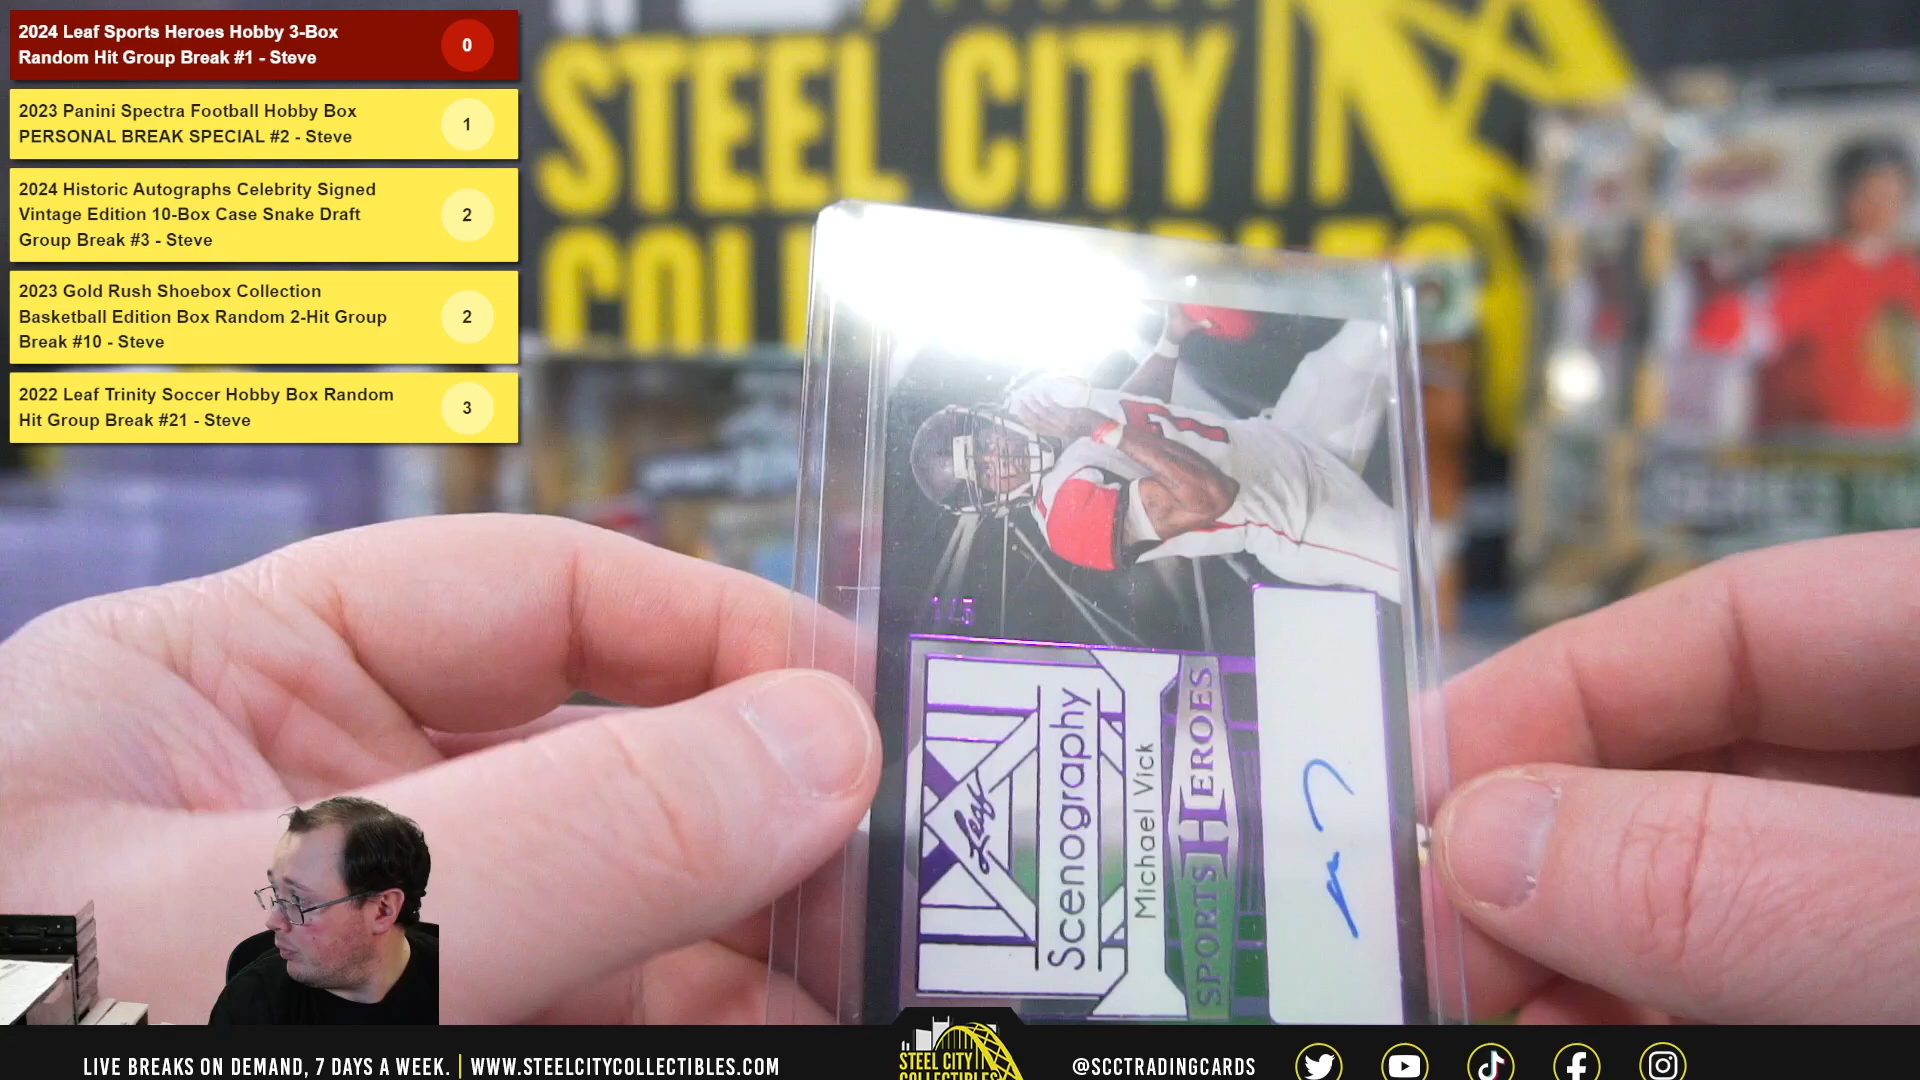 2024 Leaf Sports Heroes Hobby 3-Box
Random Hit Group Break #1 - Steve
0
2023 Panini Spectra Football Hobby Box
PERSONAL BREAK SPECIAL #2 - Steve
1
2024 Historic Autographs Celebrity Signed
Vintage Edition 10-Box Case Snake Draft
Group Break #3 - Steve
2
2023 Gold Rush Shoebox Collection
Basketball Edition Box Random 2-Hit Group
Break #10 - Steve
2
2022 Leaf Trinity Soccer Hobby Box Random
Hit Group Break #21 - Steve
3
STEEL CITY
7
1/5
Leaf
Scenography
Michael Vick
SPORTS HEROES
LIVE BREAKS ON DEMAND, 7 DAYS A WEEK. | WWW.STEELCITYCOLLECTIBLES.COM
STEEL CITY
COLLECTIBLES
@SCCTRADINGCARDS